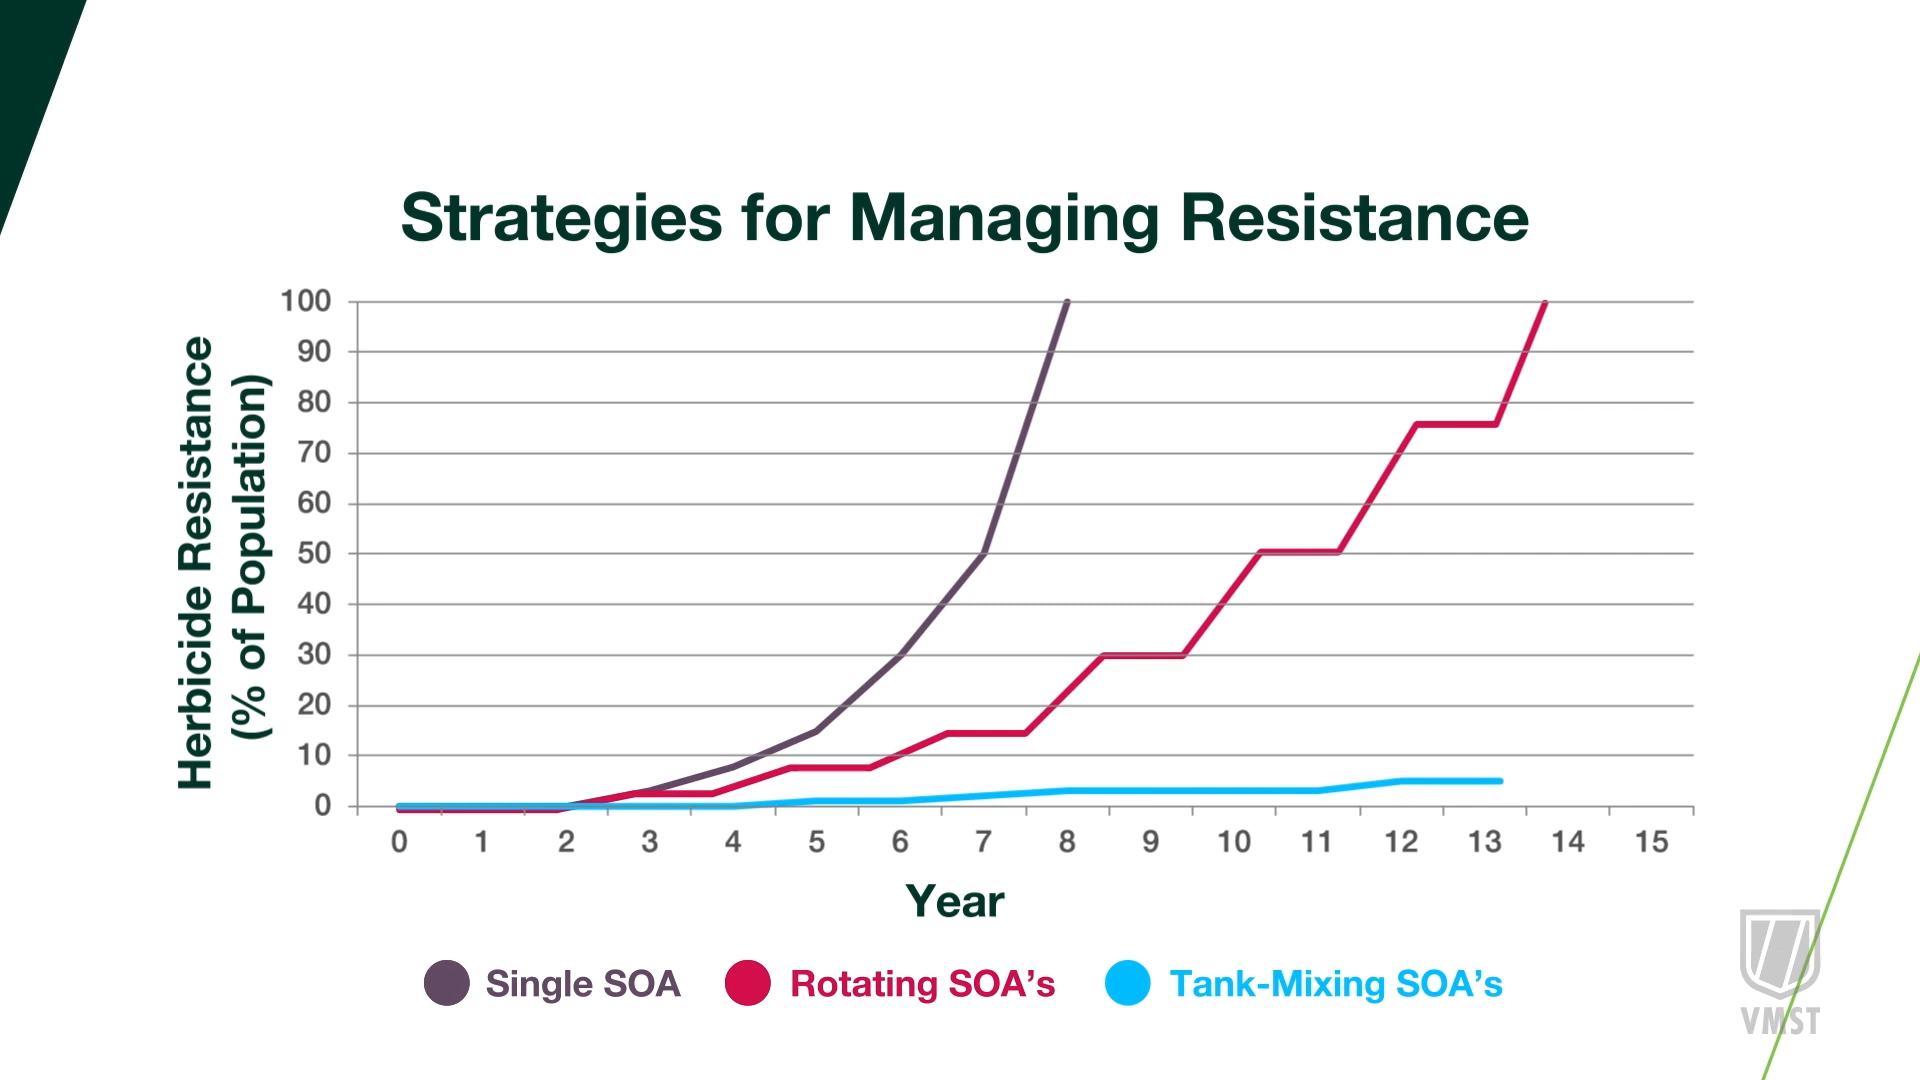 Strategies for Managing Resistance
Herbicide Resistance
(% of Population)
100
90
80
70
60
50
40
30
20
10
0
0 1 2 3 4 5 6 7 8 9 10 11 12 13 14 15
Year
Single SOA Rotating SOA’s Tank-Mixing SOA’s
VMST